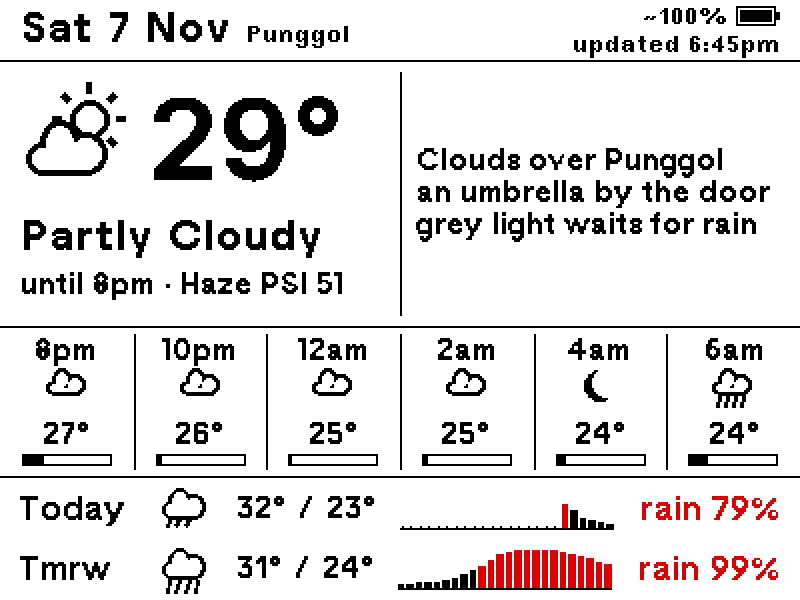 Sat 7 Nov Punggol
~100%
updated 6:45pm
29°
Partly Cloudy
until 8pm · Haze PSI 51
Clouds over Punggol
an umbrella by the door
grey light waits for rain
8pm 10pm 12am 2am 4am 6am
27° 26° 25° 25° 24° 24°
Today 32° / 23° rain 79%
Tmrw 31° / 24° rain 99%